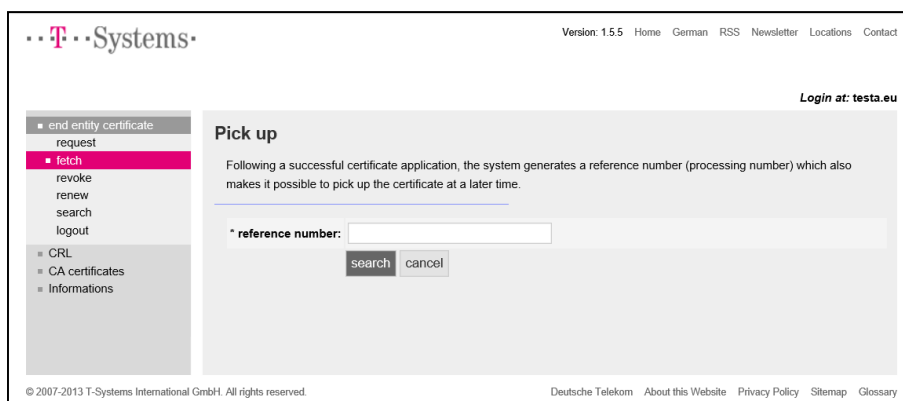 ··T··Systems·
Version: 1.5.5 Home German RSS Newsletter Locations Contact
Login at: testa.eu
end entity certificate
request
fetch
revoke
renew
search
logout
CRL
CA certificates
Informations
Pick up
Following a successful certificate application, the system generates a reference number (processing number) which also
makes it possible to pick up the certificate at a later time.
* reference number:
search cancel
© 2007-2013 T-Systems International GmbH. All rights reserved.
Deutsche Telekom About this Website Privacy Policy Sitemap Glossary